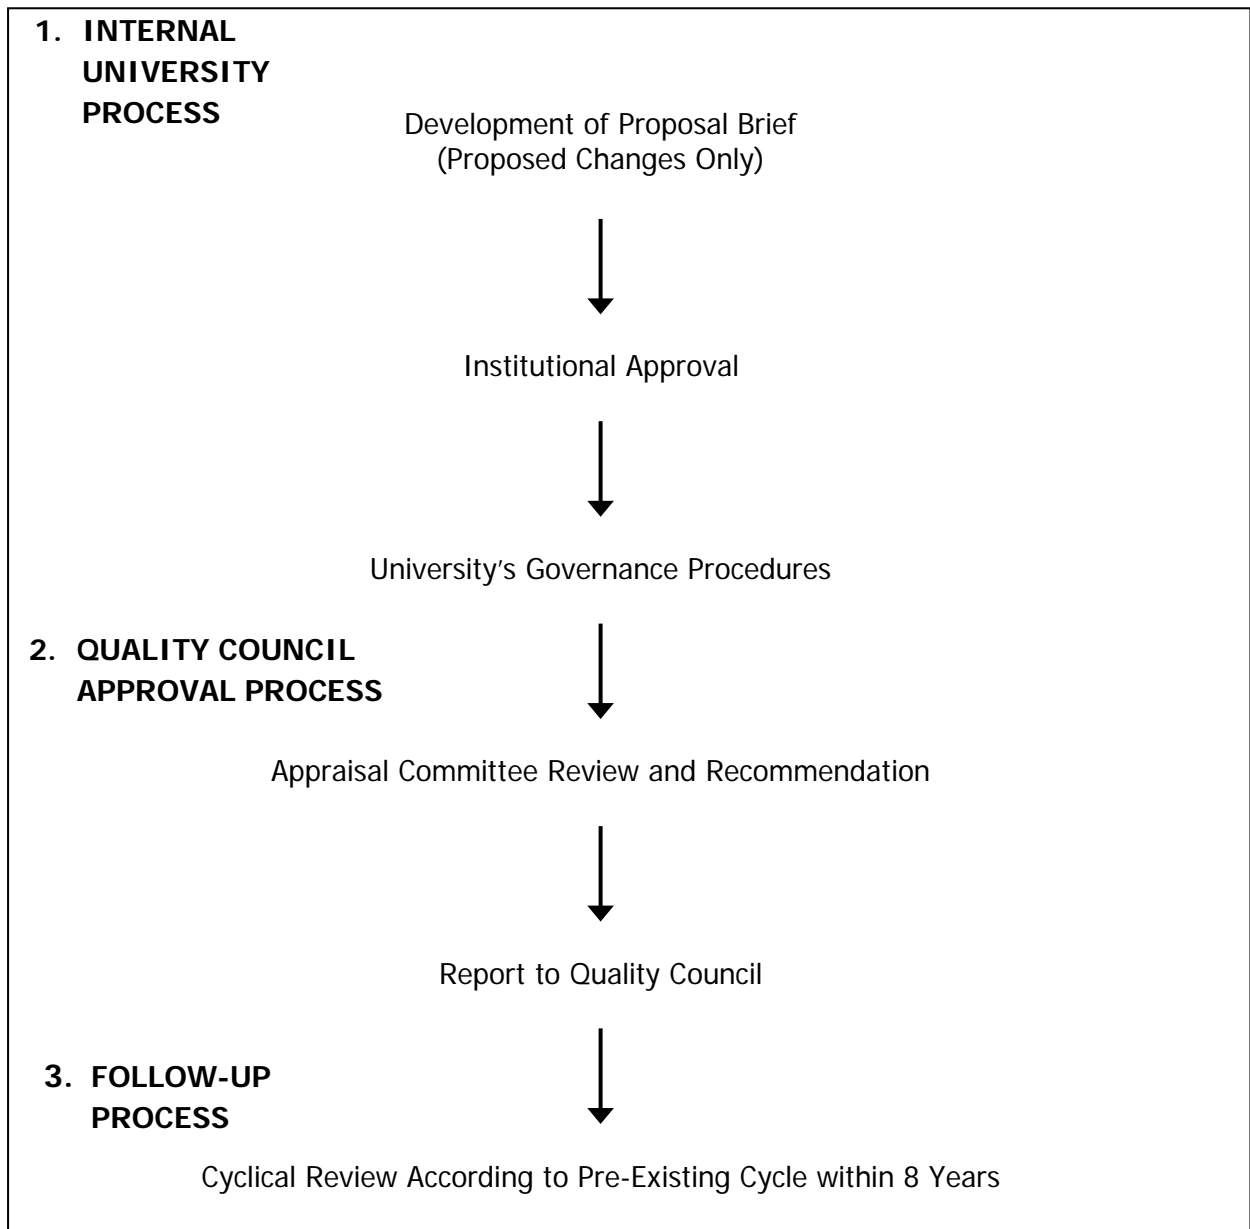 1. INTERNAL
UNIVERSITY
PROCESS
Development of Proposal Brief
(Proposed Changes Only)
Institutional Approval
University's Governance Procedures
2. QUALITY COUNCIL
APPROVAL PROCESS
Appraisal Committee Review and Recommendation
Report to Quality Council
3. FOLLOW-UP
PROCESS
Cyclical Review According to Pre-Existing Cycle within 8 Years